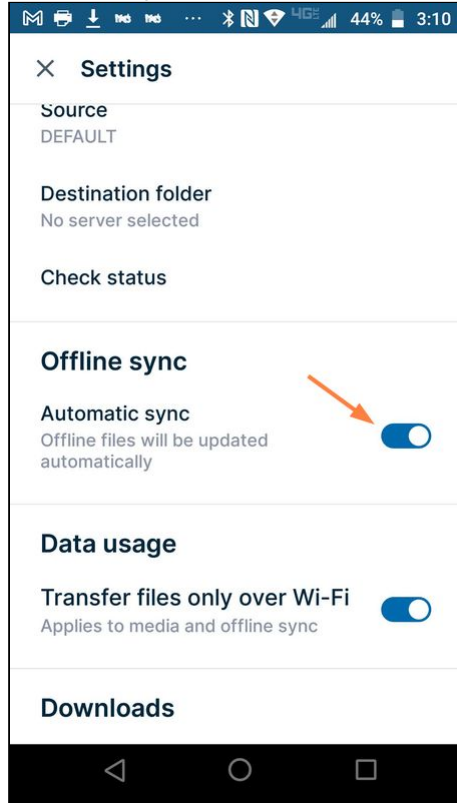 4GE 44% 3:10
Settings
Source
DEFAULT
Destination folder
No server selected
Check status
Offline sync
Automatic sync
Offline files will be updated
automatically
Data usage
Transfer files only over Wi-Fi
Applies to media and offline sync
Downloads